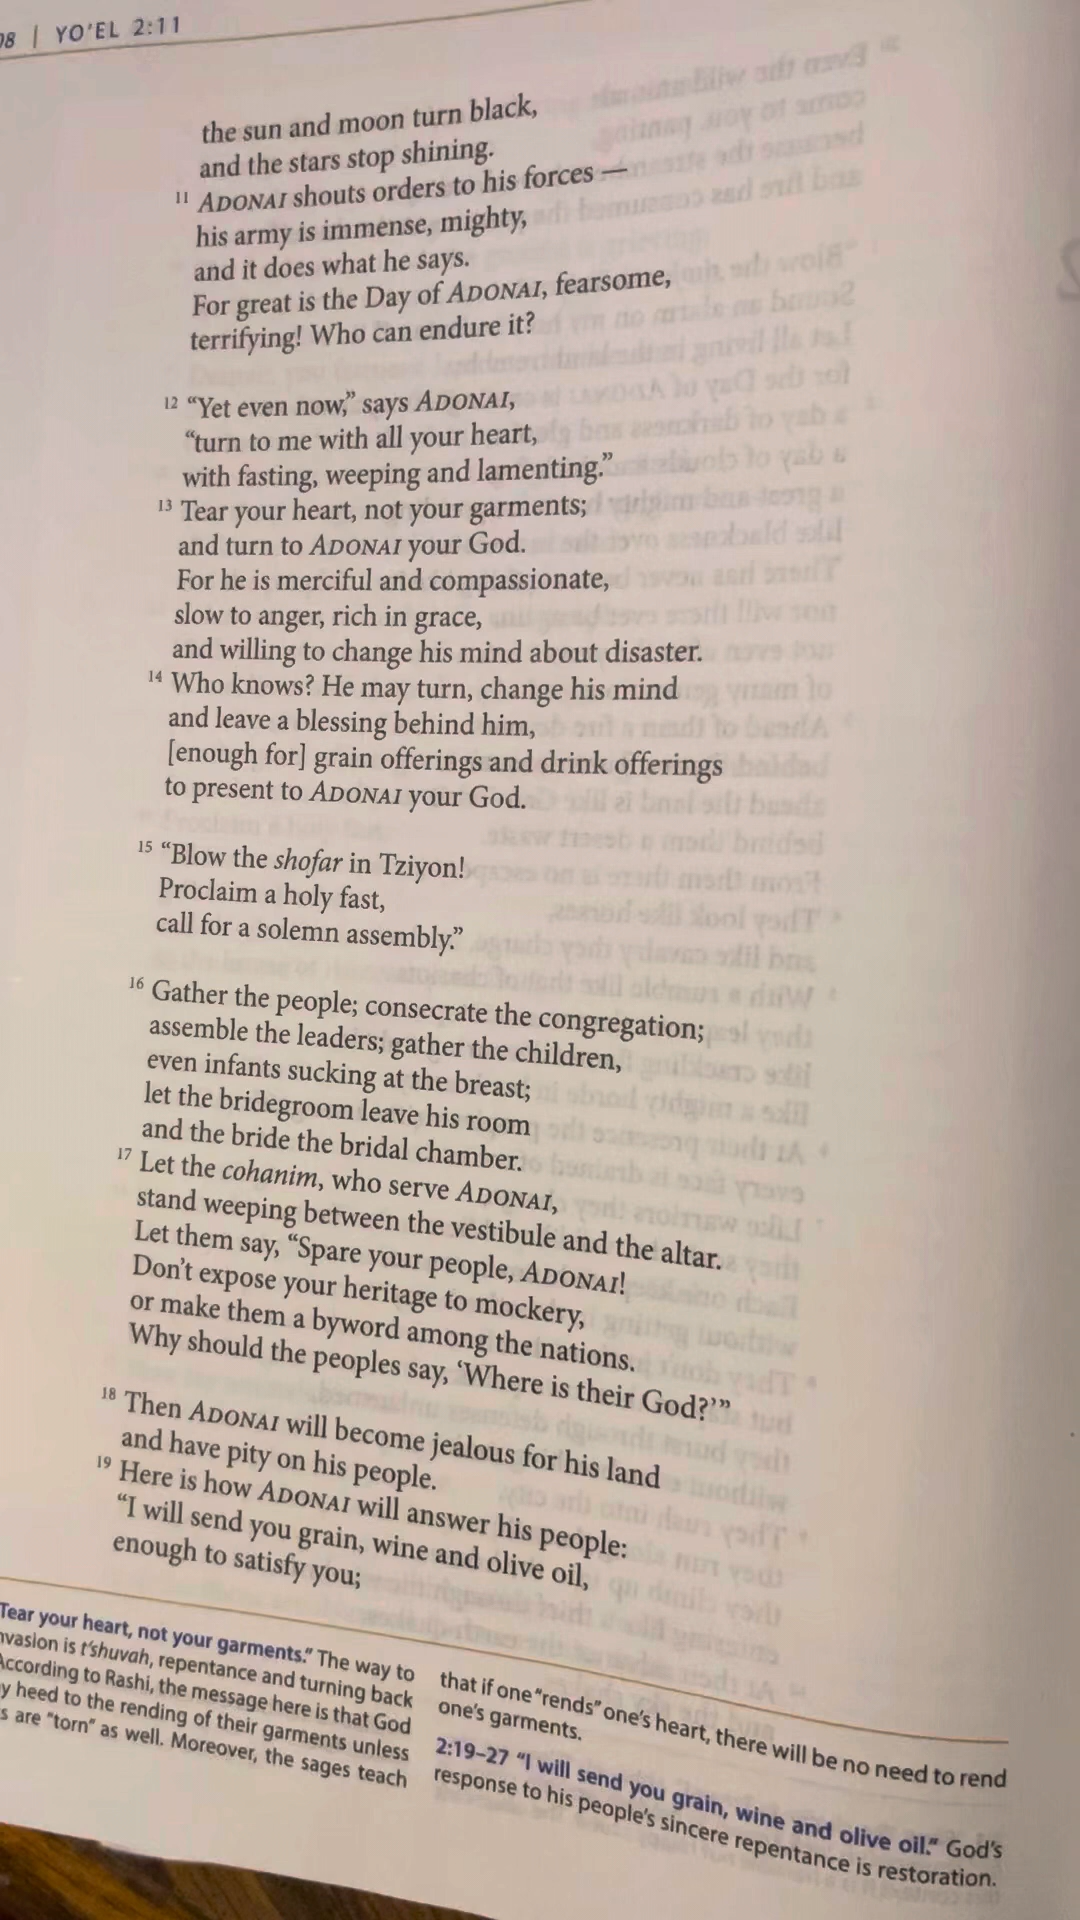 08 | YO'EL 2:11
the sun and moon turn black,
and the stars stop shining.
11 ADONAI shouts orders to his forces —
his army is immense, mighty,
and it does what he says.
For great is the Day of ADONAI, fearsome,
terrifying! Who can endure it?
12 “Yet even now,” says ADONAI,
“turn to me with all your heart,
with fasting, weeping and lamenting.”
13 Tear your heart, not your garments;
and turn to ADONAI your God.
For he is merciful and compassionate,
slow to anger, rich in grace,
and willing to change his mind about disaster.
14 Who knows? He may turn, change his mind
and leave a blessing behind him,
[enough for] grain offerings and drink offerings
to present to ADONAI your God.
15 “Blow the shofar in Tziyon!
Proclaim a holy fast,
call for a solemn assembly.”
16 Gather the people; consecrate the congregation;
assemble the leaders; gather the children,
even infants sucking at the breast;
let the bridegroom leave his room
and the bride the bridal chamber.
17 Let the cohanim, who serve ADONAI,
stand weeping between the vestibule and the altar.
Let them say, “Spare your people, ADONAI!
Don’t expose your heritage to mockery,
or make them a byword among the nations.
Why should the peoples say, ‘Where is their God?’”
18 Then ADONAI will become jealous for his land
and have pity on his people.
19 Here is how ADONAI will answer his people:
“I will send you grain, wine and olive oil,
enough to satisfy you;
Tear your heart, not your garments.” The way to
nvasion is t’shuvah, repentance and turning back
According to Rashi, the message here is that God
y heed to the rending of their garments unless
s are “torn” as well. Moreover, the sages teach
that if one “rends” one’s heart, there will be no need to rend
one’s garments.
2:19–27 “I will send you grain, wine and olive oil.” God’s
response to his people’s sincere repentance is restoration.